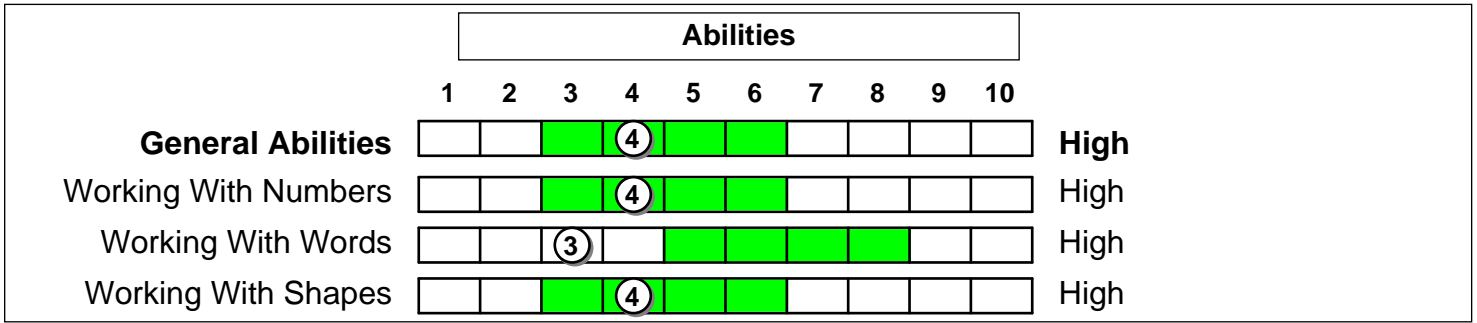 Abilities
1 2 3 4 5 6 7 8 9 10
General Abilities 4 High
Working With Numbers 4 High
Working With Words 3 High
Working With Shapes 4 High